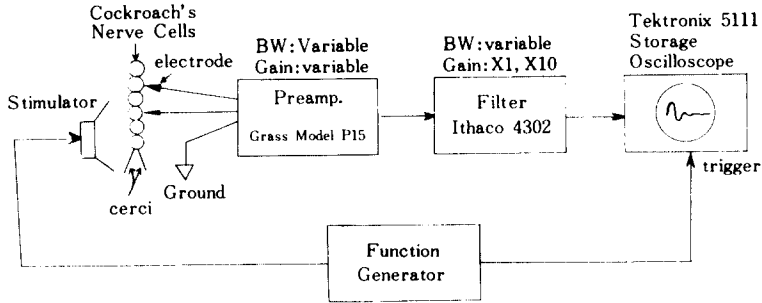 Cockroach's
Nerve Cells
electrode
Stimulator
cerci
Ground
BW:Variable
Gain:variable
Preamp.
Grass Model P15
BW:variable
Gain:X1, X10
Filter
Ithaco 4302
Tektronix 5111
Storage
Oscilloscope
trigger
Function
Generator